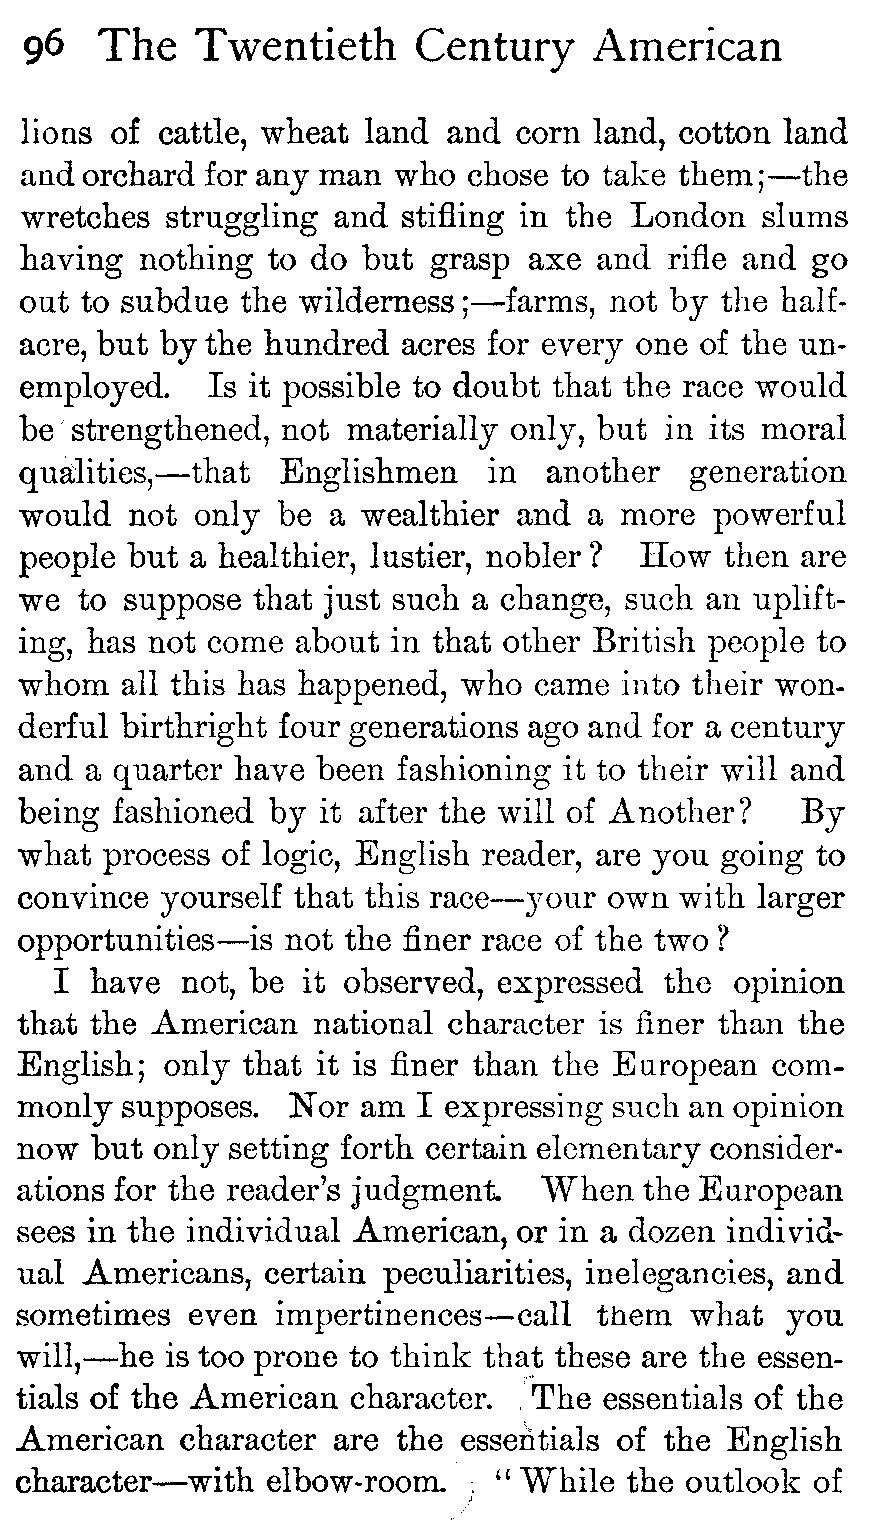 96 The Twentieth Century American
lions of cattle, wheat land and corn land, cotton land
and orchard for any man who chose to take them;—the
wretches struggling and stifling in the London slums
having nothing to do but grasp axe and rifle and go
out to subdue the wilderness;—farms, not by the half-
acre, but by the hundred acres for every one of the un-
employed. Is it possible to doubt that the race would
be strengthened, not materially only, but in its moral
qualities,—that Englishmen in another generation
would not only be a wealthier and a more powerful
people but a healthier, lustier, nobler? How then are
we to suppose that just such a change, such an uplift-
ing, has not come about in that other British people to
whom all this has happened, who came into their won-
derful birthright four generations ago and for a century
and a quarter have been fashioning it to their will and
being fashioned by it after the will of Another? By
what process of logic, English reader, are you going to
convince yourself that this race—your own with larger
opportunities—is not the finer race of the two?
I have not, be it observed, expressed the opinion
that the American national character is finer than the
English; only that it is finer than the European com-
monly supposes. Nor am I expressing such an opinion
now but only setting forth certain elementary consider-
ations for the reader's judgment. When the European
sees in the individual American, or in a dozen individ-
ual Americans, certain peculiarities, inelegancies, and
sometimes even impertinences—call them what you
will,—he is too prone to think that these are the essen-
tials of the American character. The essentials of the
American character are the essentials of the English
character—with elbow-room. "While the outlook of